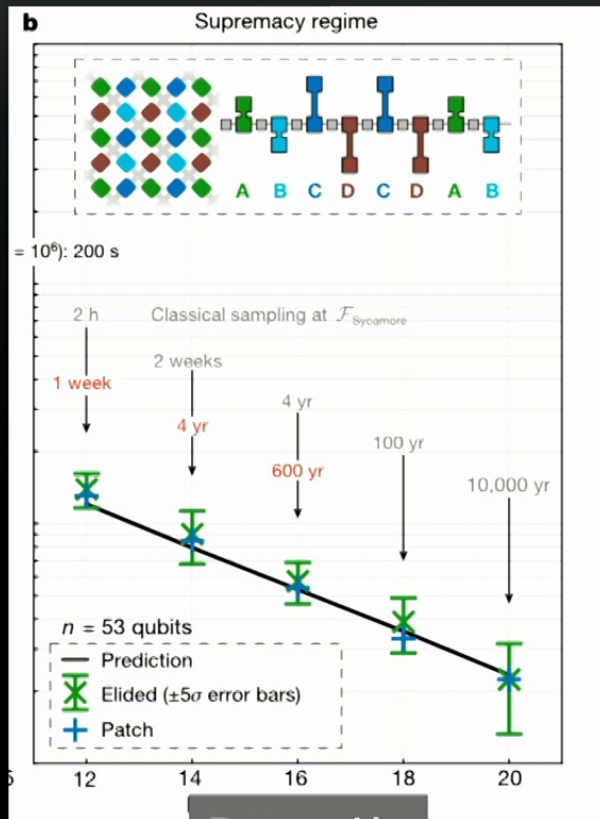 b
Supremacy regime
A B C D C D A B
= 10⁶): 200 s
2 h
Classical sampling at ℱSycamore
2 weeks
1 week
4 yr
4 yr
100 yr
600 yr
10,000 yr
n = 53 qubits
Prediction
Elided (±5σ error bars)
Patch
12 14 16 18 20